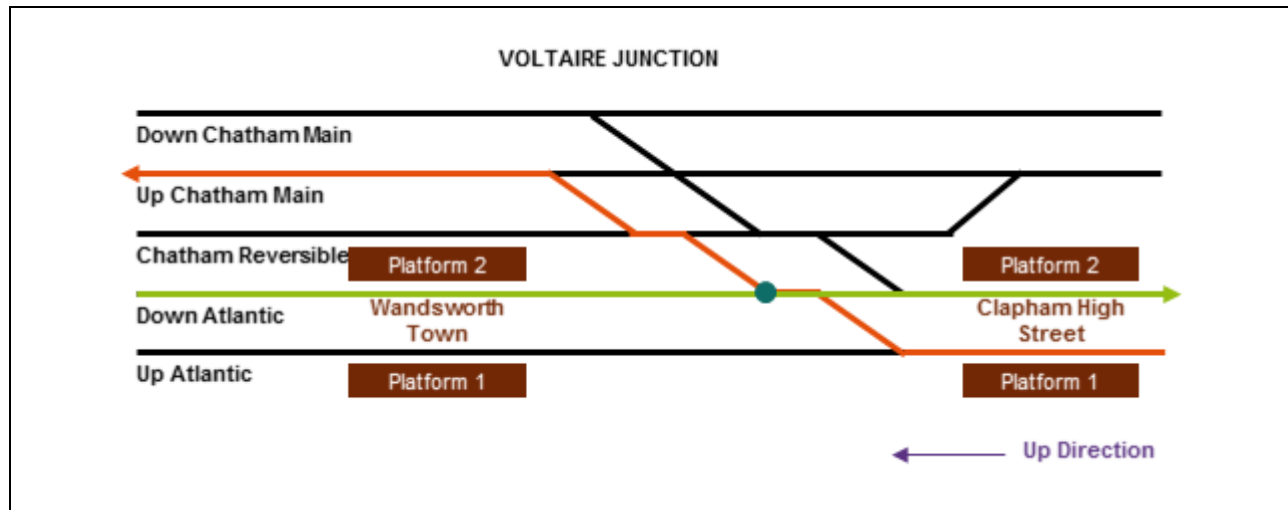 VOLTAIRE JUNCTION
Down Chatham Main
Up Chatham Main
Chatham Reversible
Platform 2
Platform 2
Down Atlantic
Wandsworth
Town
Clapham High
Street
Up Atlantic
Platform 1
Platform 1
Up Direction